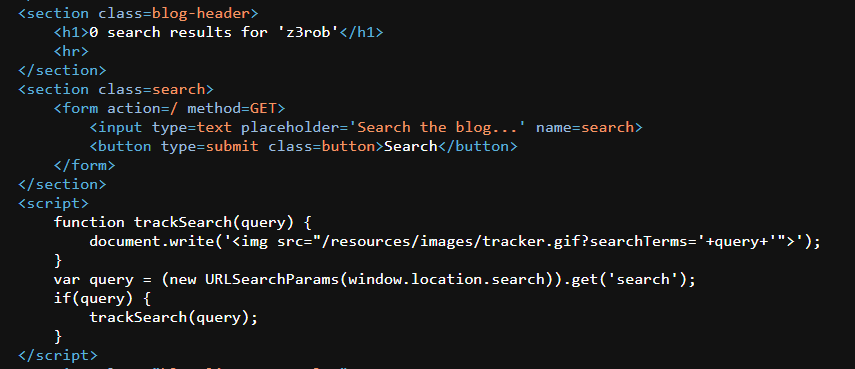 <section class=blog-header>
<h1>0 search results for 'z3rob'</h1>
<hr>
</section>
<section class=search>
<form action=/ method=GET>
<input type=text placeholder='Search the blog...' name=search>
<button type=submit class=button>Search</button>
</form>
</section>
<script>
function trackSearch(query) {
document.write('<img src="/resources/images/tracker.gif?searchTerms='+query+'">');
}
var query = (new URLSearchParams(window.location.search)).get('search');
if(query) {
trackSearch(query);
}
</script>